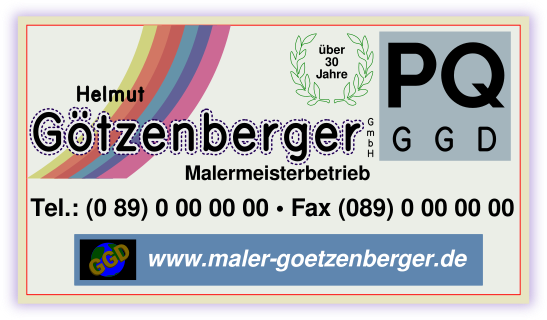 Helmut
Götzenberger
GmbH
Malermeisterbetrieb
über
30
Jahre
PQ
G G D
Tel.: (0 89) 0 00 00 00 • Fax (089) 0 00 00 00
GGD
www.maler-goetzenberger.de